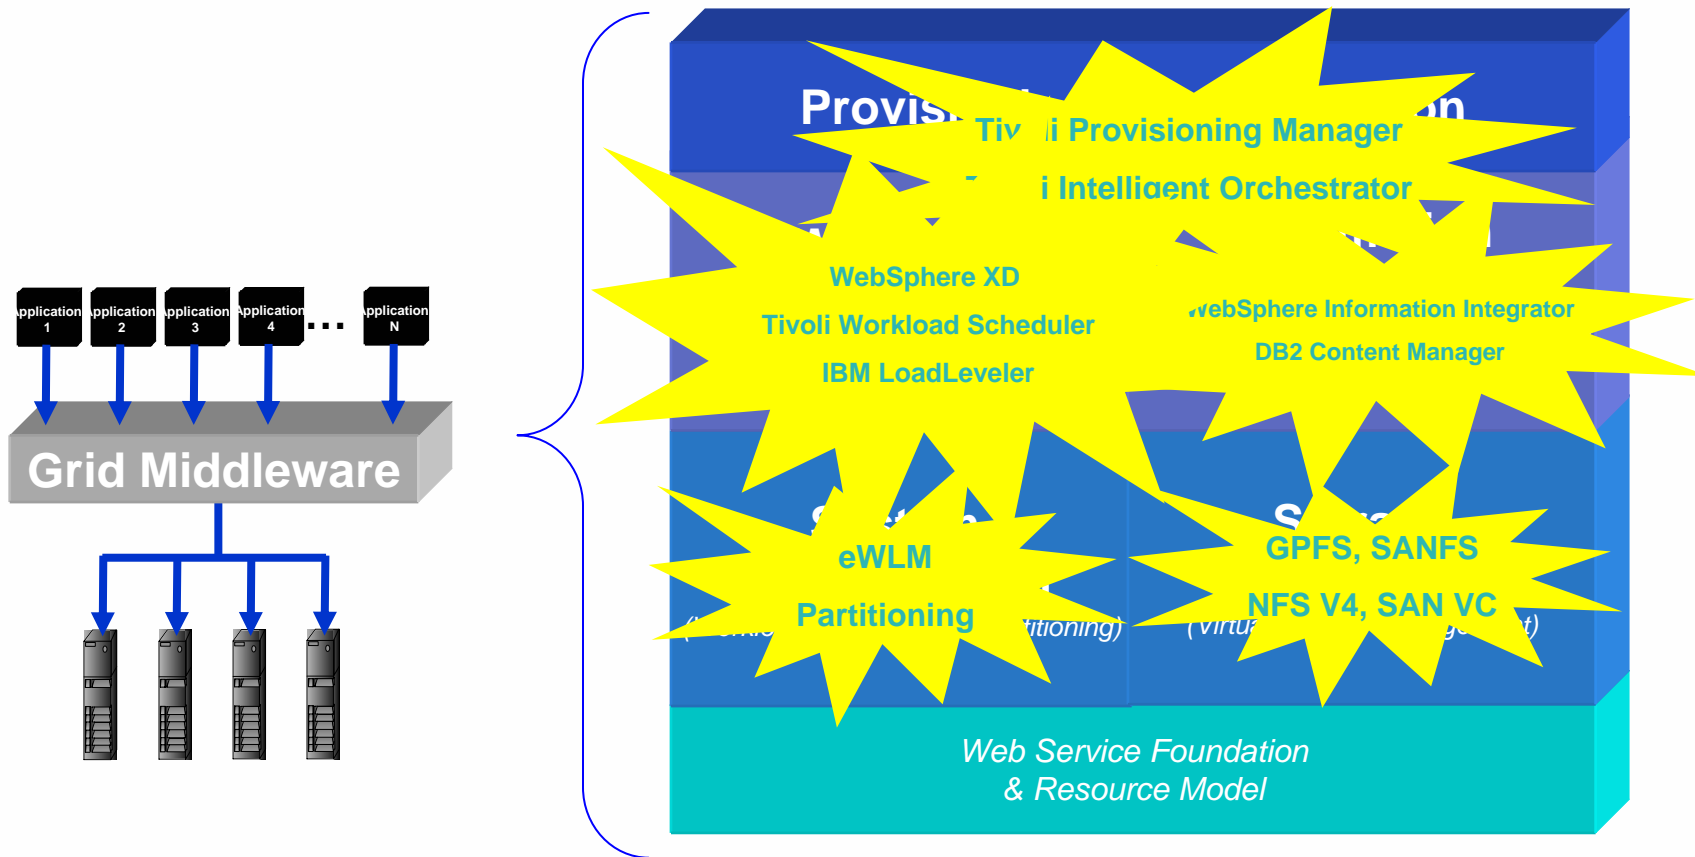 Application 1
Application 2
Application 3
Application 4
...
Application N
Grid Middleware
Tivoli Provisioning Manager
Intelligent Orchestrator
WebSphere XD
Tivoli Workload Scheduler
IBM LoadLeveler
WebSphere Information Integrator
DB2 Content Manager
eWLM
Partitioning
GPFS, SANFS
NFS V4, SAN VC
Web Service Foundation
& Resource Model